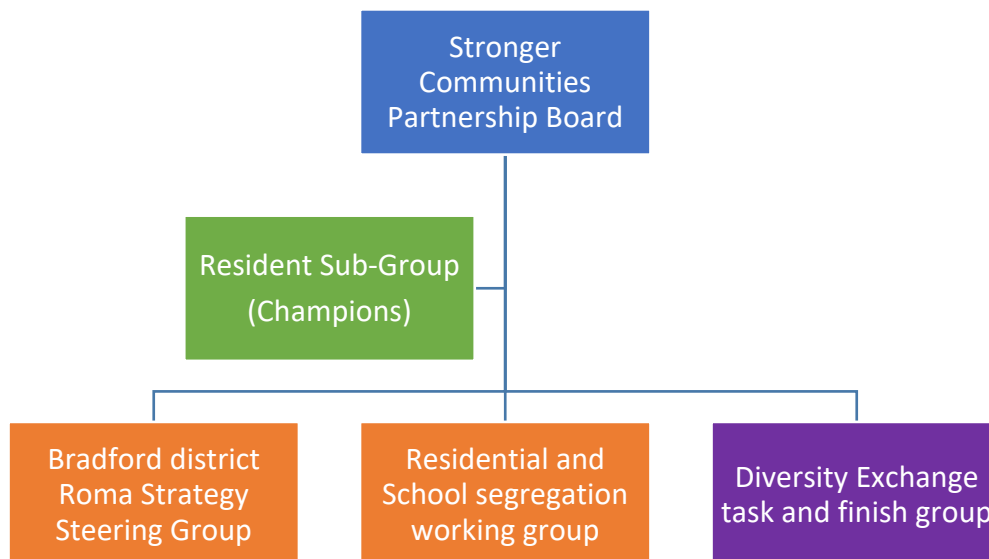 Stronger
Communities
Partnership Board
Resident Sub-Group
(Champions)
Bradford district
Roma Strategy
Steering Group
Residential and
School segregation
working group
Diversity Exchange
task and finish group